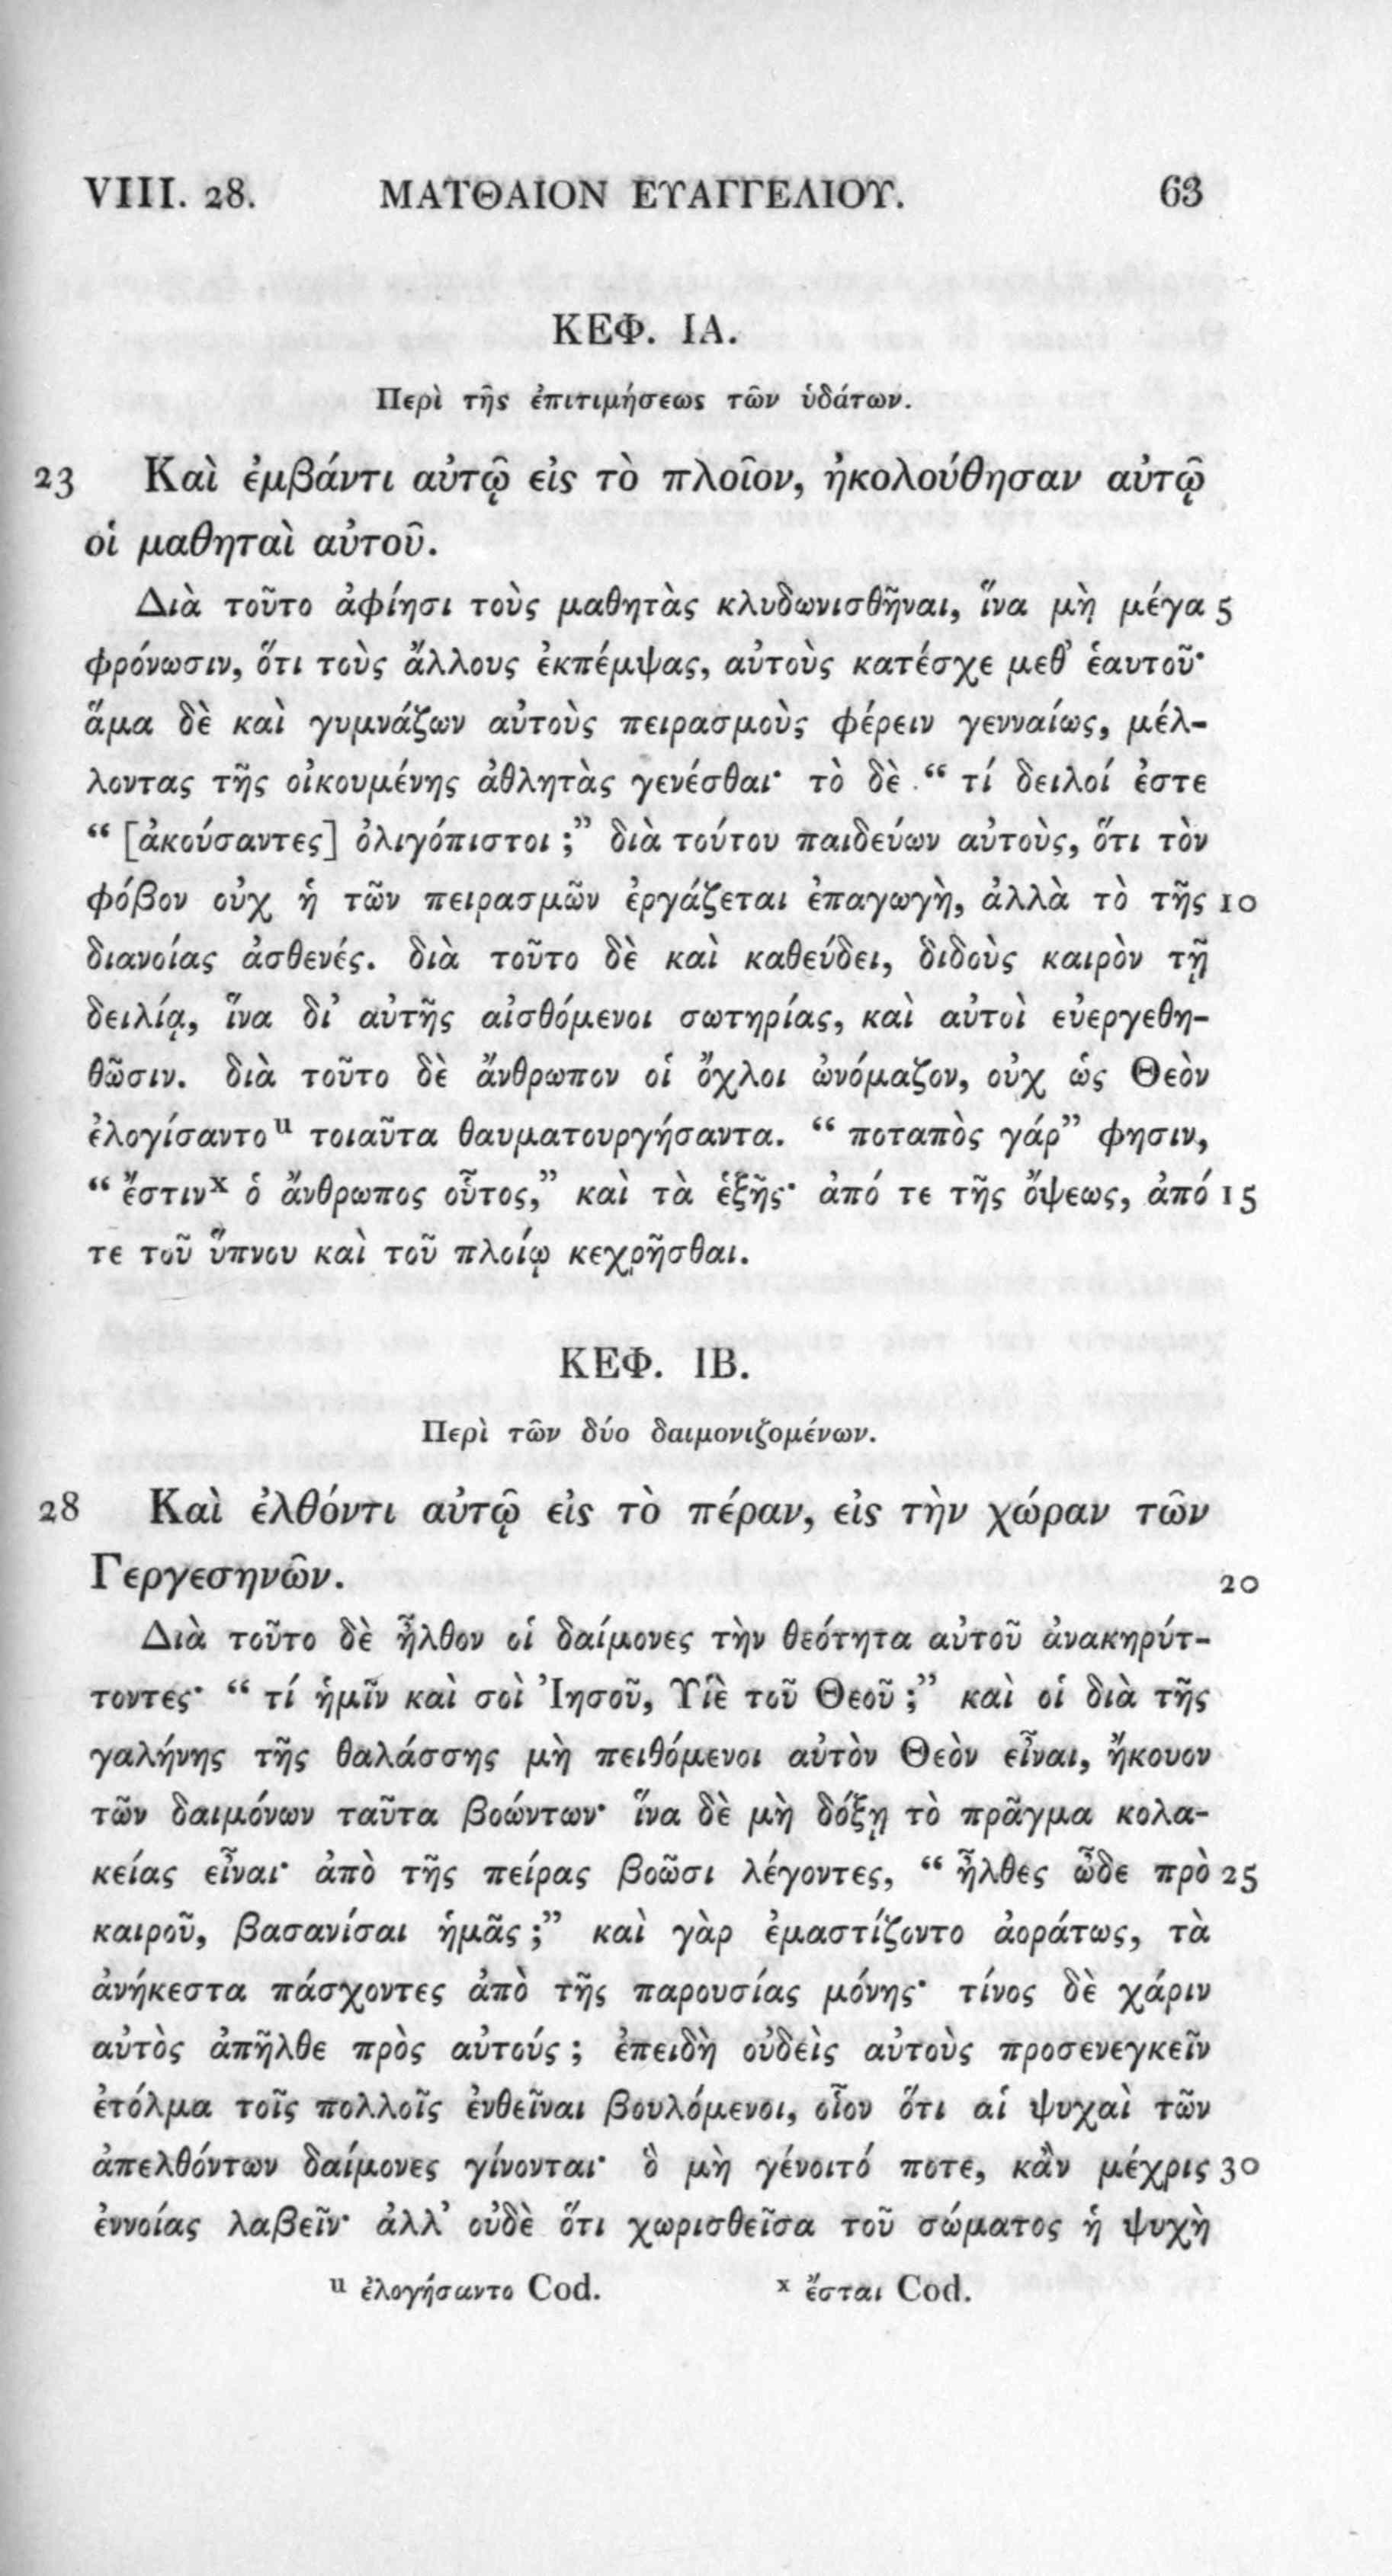 VIII. 28. ΜΑΤΘΑΙΟΝ ΕΥΑΓΓΕΛΙΟΥ. 63
ΚΕΦ. ΙΑ.
Περὶ τῆς ἐπιτιμήσεως τῶν ὑδάτων.
23 Καὶ ἐμβάντι αὐτῷ εἰς τὸ πλοῖον, ἠκολούθησαν αὐτῷ
οἱ μαθηταὶ αὐτοῦ.
Διὰ τοῦτο ἀφίησι τοὺς μαθητὰς κλυδωνισθῆναι, ἵνα μὴ μέγα 5
φρόνωσιν, ὅτι τοὺς ἄλλους ἐκπέμψας, αὐτοὺς κατέσχε μεθ’ ἑαυτοῦ·
ἅμα δὲ καὶ γυμνάζων αὐτοὺς πειρασμοὺς φέρειν γενναίως, μέλ-
λοντας τῆς οἰκουμένης ἀθλητὰς γενέσθαι· τὸ δὲ “ τί δειλοί ἐστε
“ [ἀκούσαντες] ὀλιγόπιστοι ;” διὰ τούτου παιδεύων αὐτοὺς, ὅτι τὸν
φόβον οὐχ ἡ τῶν πειρασμῶν ἐργάζεται ἐπαγωγὴ, ἀλλὰ τὸ τῆς 10
διανοίας ἀσθενές. διὰ τοῦτο δὲ καὶ καθεύδει, διδοὺς καιρὸν τῇ
δειλίᾳ, ἵνα δι’ αὐτῆς αἰσθόμενοι σωτηρίας, καὶ αὐτοὶ εὐεργεθη-
θῶσιν. διὰ τοῦτο δὲ ἄνθρωπον οἱ ὄχλοι ὠνόμαζον, οὐχ ὡς Θεὸν
ἐλογίσαντο u τοιαῦτα θαυματουργήσαντα. “ ποταπὸς γάρ” φησιν,
“ ἔστιν x ὁ ἄνθρωπος οὗτος,” καὶ τὰ ἑξῆς· ἀπό τε τῆς ὄψεως, ἀπό 15
τε τοῦ ὕπνου καὶ τοῦ πλοίῳ κεχρῆσθαι.
ΚΕΦ. ΙΒ.
Περὶ τῶν δύο δαιμονιζομένων.
28 Καὶ ἐλθόντι αὐτῷ εἰς τὸ πέραν, εἰς τὴν χώραν τῶν
Γεργεσηνῶν. 20
Διὰ τοῦτο δὲ ἦλθον οἱ δαίμονες τὴν θεότητα αὐτοῦ ἀνακηρύτ-
τοντες· “ τί ἡμῖν καὶ σοὶ Ἰησοῦ, Υἱὲ τοῦ Θεοῦ ;” καὶ οἱ διὰ τῆς
γαλήνης τῆς θαλάσσης μὴ πειθόμενοι αὐτὸν Θεὸν εἶναι, ἤκουον
τῶν δαιμόνων ταῦτα βοώντων· ἵνα δὲ μὴ δόξῃ τὸ πρᾶγμα κολα-
κείας εἶναι· ἀπὸ τῆς πείρας βοῶσι λέγοντες, “ ἦλθες ὧδε πρὸ 25
καιροῦ, βασανίσαι ἡμᾶς ;” καὶ γὰρ ἐμαστίζοντο ἀοράτως, τὰ
ἀνήκεστα πάσχοντες ἀπὸ τῆς παρουσίας μόνης· τίνος δὲ χάριν
αὐτὸς ἀπῆλθε πρὸς αὐτούς ; ἐπειδὴ οὐδεὶς αὐτοὺς προσενεγκεῖν
ἐτόλμα τοῖς πολλοῖς ἐνθεῖναι βουλόμενοι, οἷον ὅτι αἱ ψυχαὶ τῶν
ἀπελθόντων δαίμονες γίνονται· ὃ μὴ γένοιτό ποτε, κἂν μέχρις 30
ἐννοίας λαβεῖν· ἀλλ’ οὐδὲ ὅτι χωρισθεῖσα τοῦ σώματος ἡ ψυχὴ
u ἐλογήσαντο Cod. x ἔσται Cod.